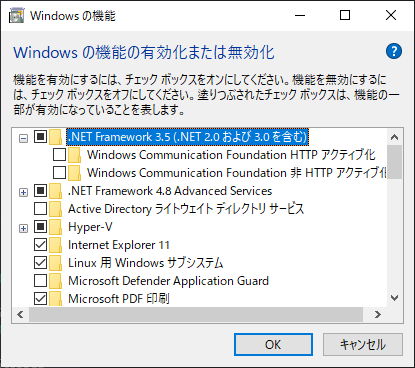 Windows の機能
Windows の機能の有効化または無効化
機能を有効にするには、チェック ボックスをオンにしてください。機能を無効にするに
は、チェック ボックスをオフにしてください。塗りつぶされたチェック ボックスは、機能の一
部が有効になっていることを表します。
.NET Framework 3.5 (.NET 2.0 および 3.0 を含む)
Windows Communication Foundation HTTP アクティブ化
Windows Communication Foundation 非 HTTP アクティブ化
.NET Framework 4.8 Advanced Services
Active Directory ライトウェイト ディレクトリ サービス
Hyper-V
Internet Explorer 11
Linux 用 Windows サブシステム
Microsoft Defender Application Guard
Microsoft PDF 印刷
OK キャンセル